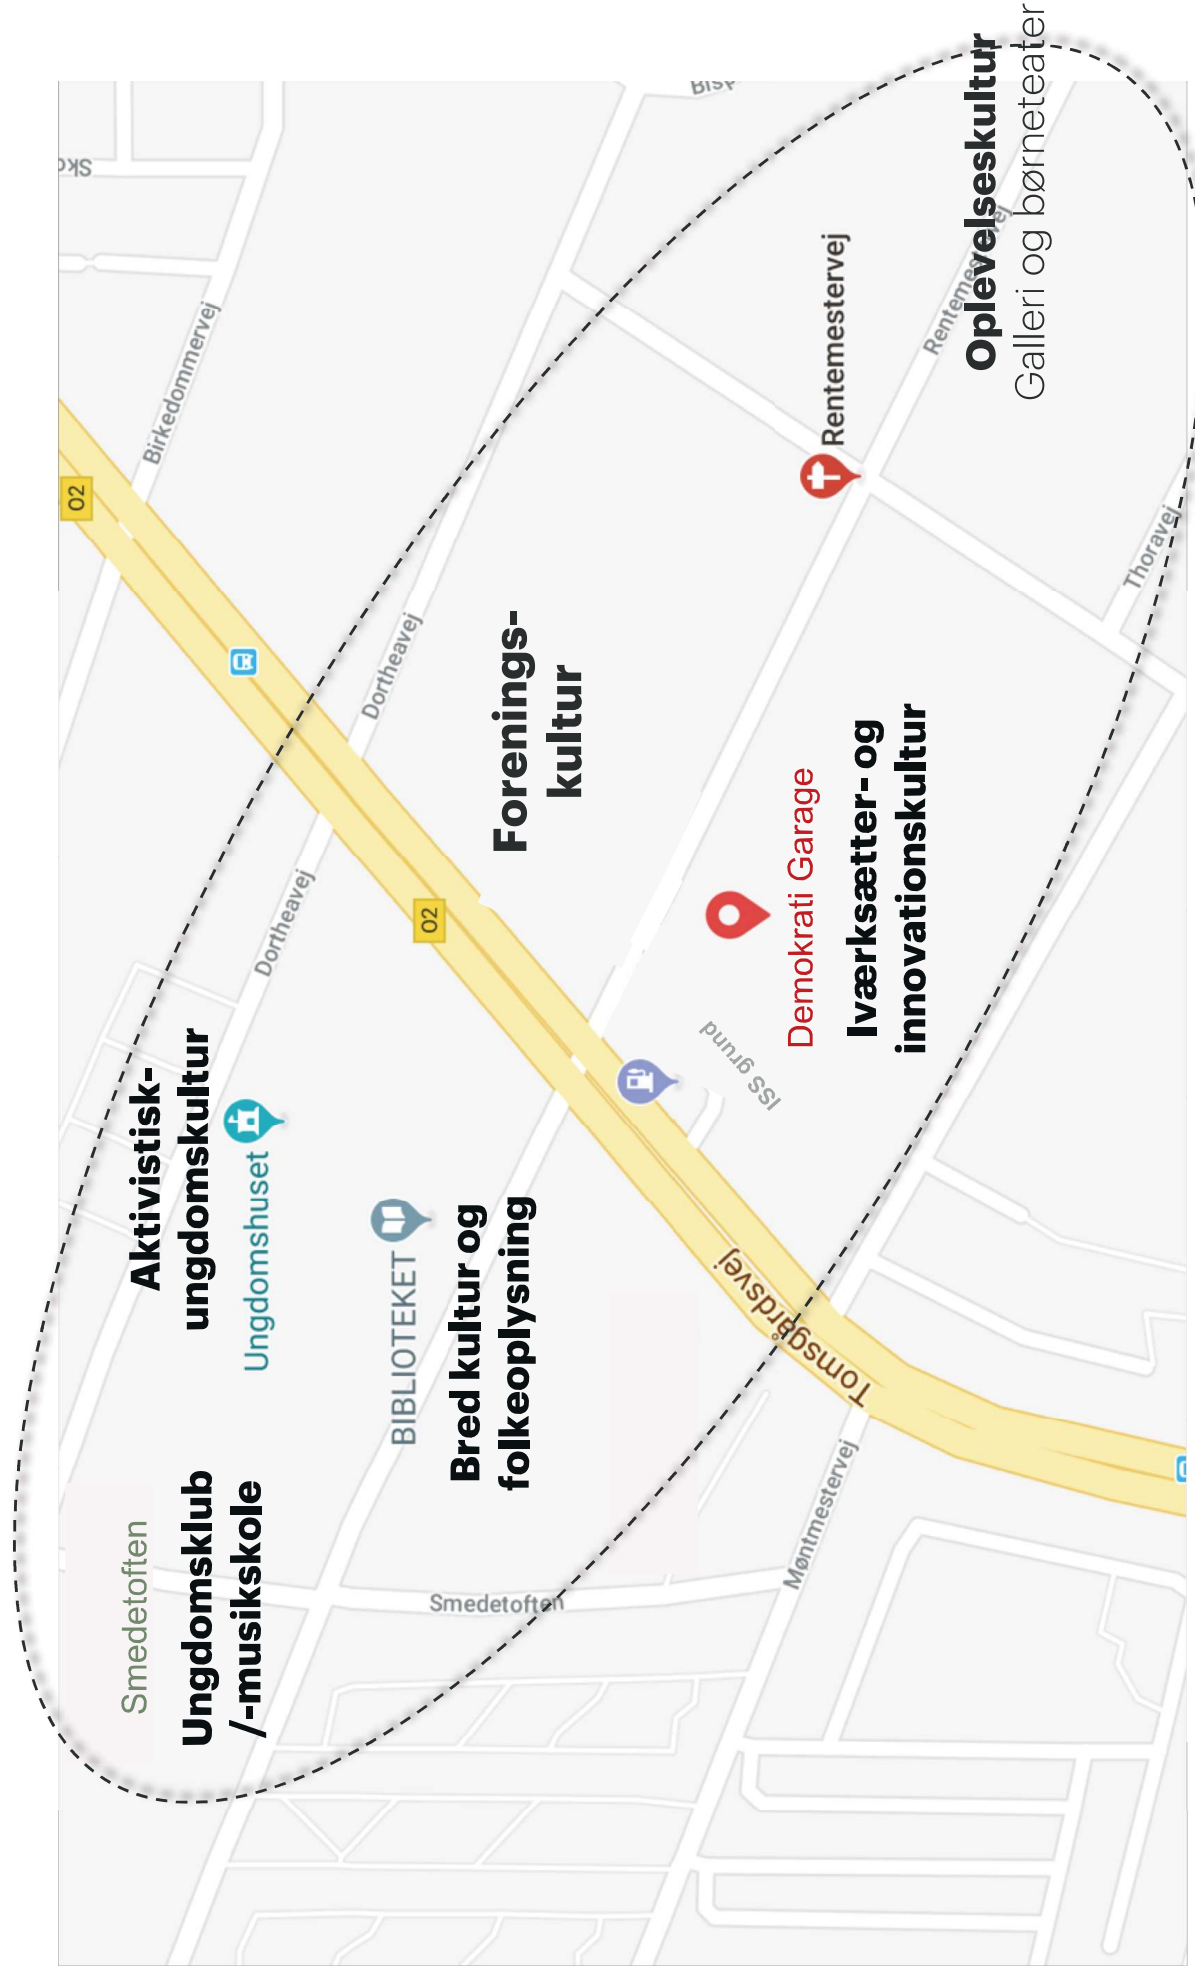 Smedetoften
Ungdomsklub
/-musikskole
Aktivistisk-
ungdomskultur
Ungdomshuset
BIBLIOTEKET
Bred kultur og
folkeoplysning
Forenings-
kultur
Demokrati Garage
Iværksætter- og
innovationskultur
Rentemestervej
Oplevelseskultur
Galleri og børneteater
ISS grund
Birkedommervej
Dortheavej
Dortheavej
Rentemestervej
Thoravej
Tomsgårdsvej
Møntmestervej
Smedetoften
02
02